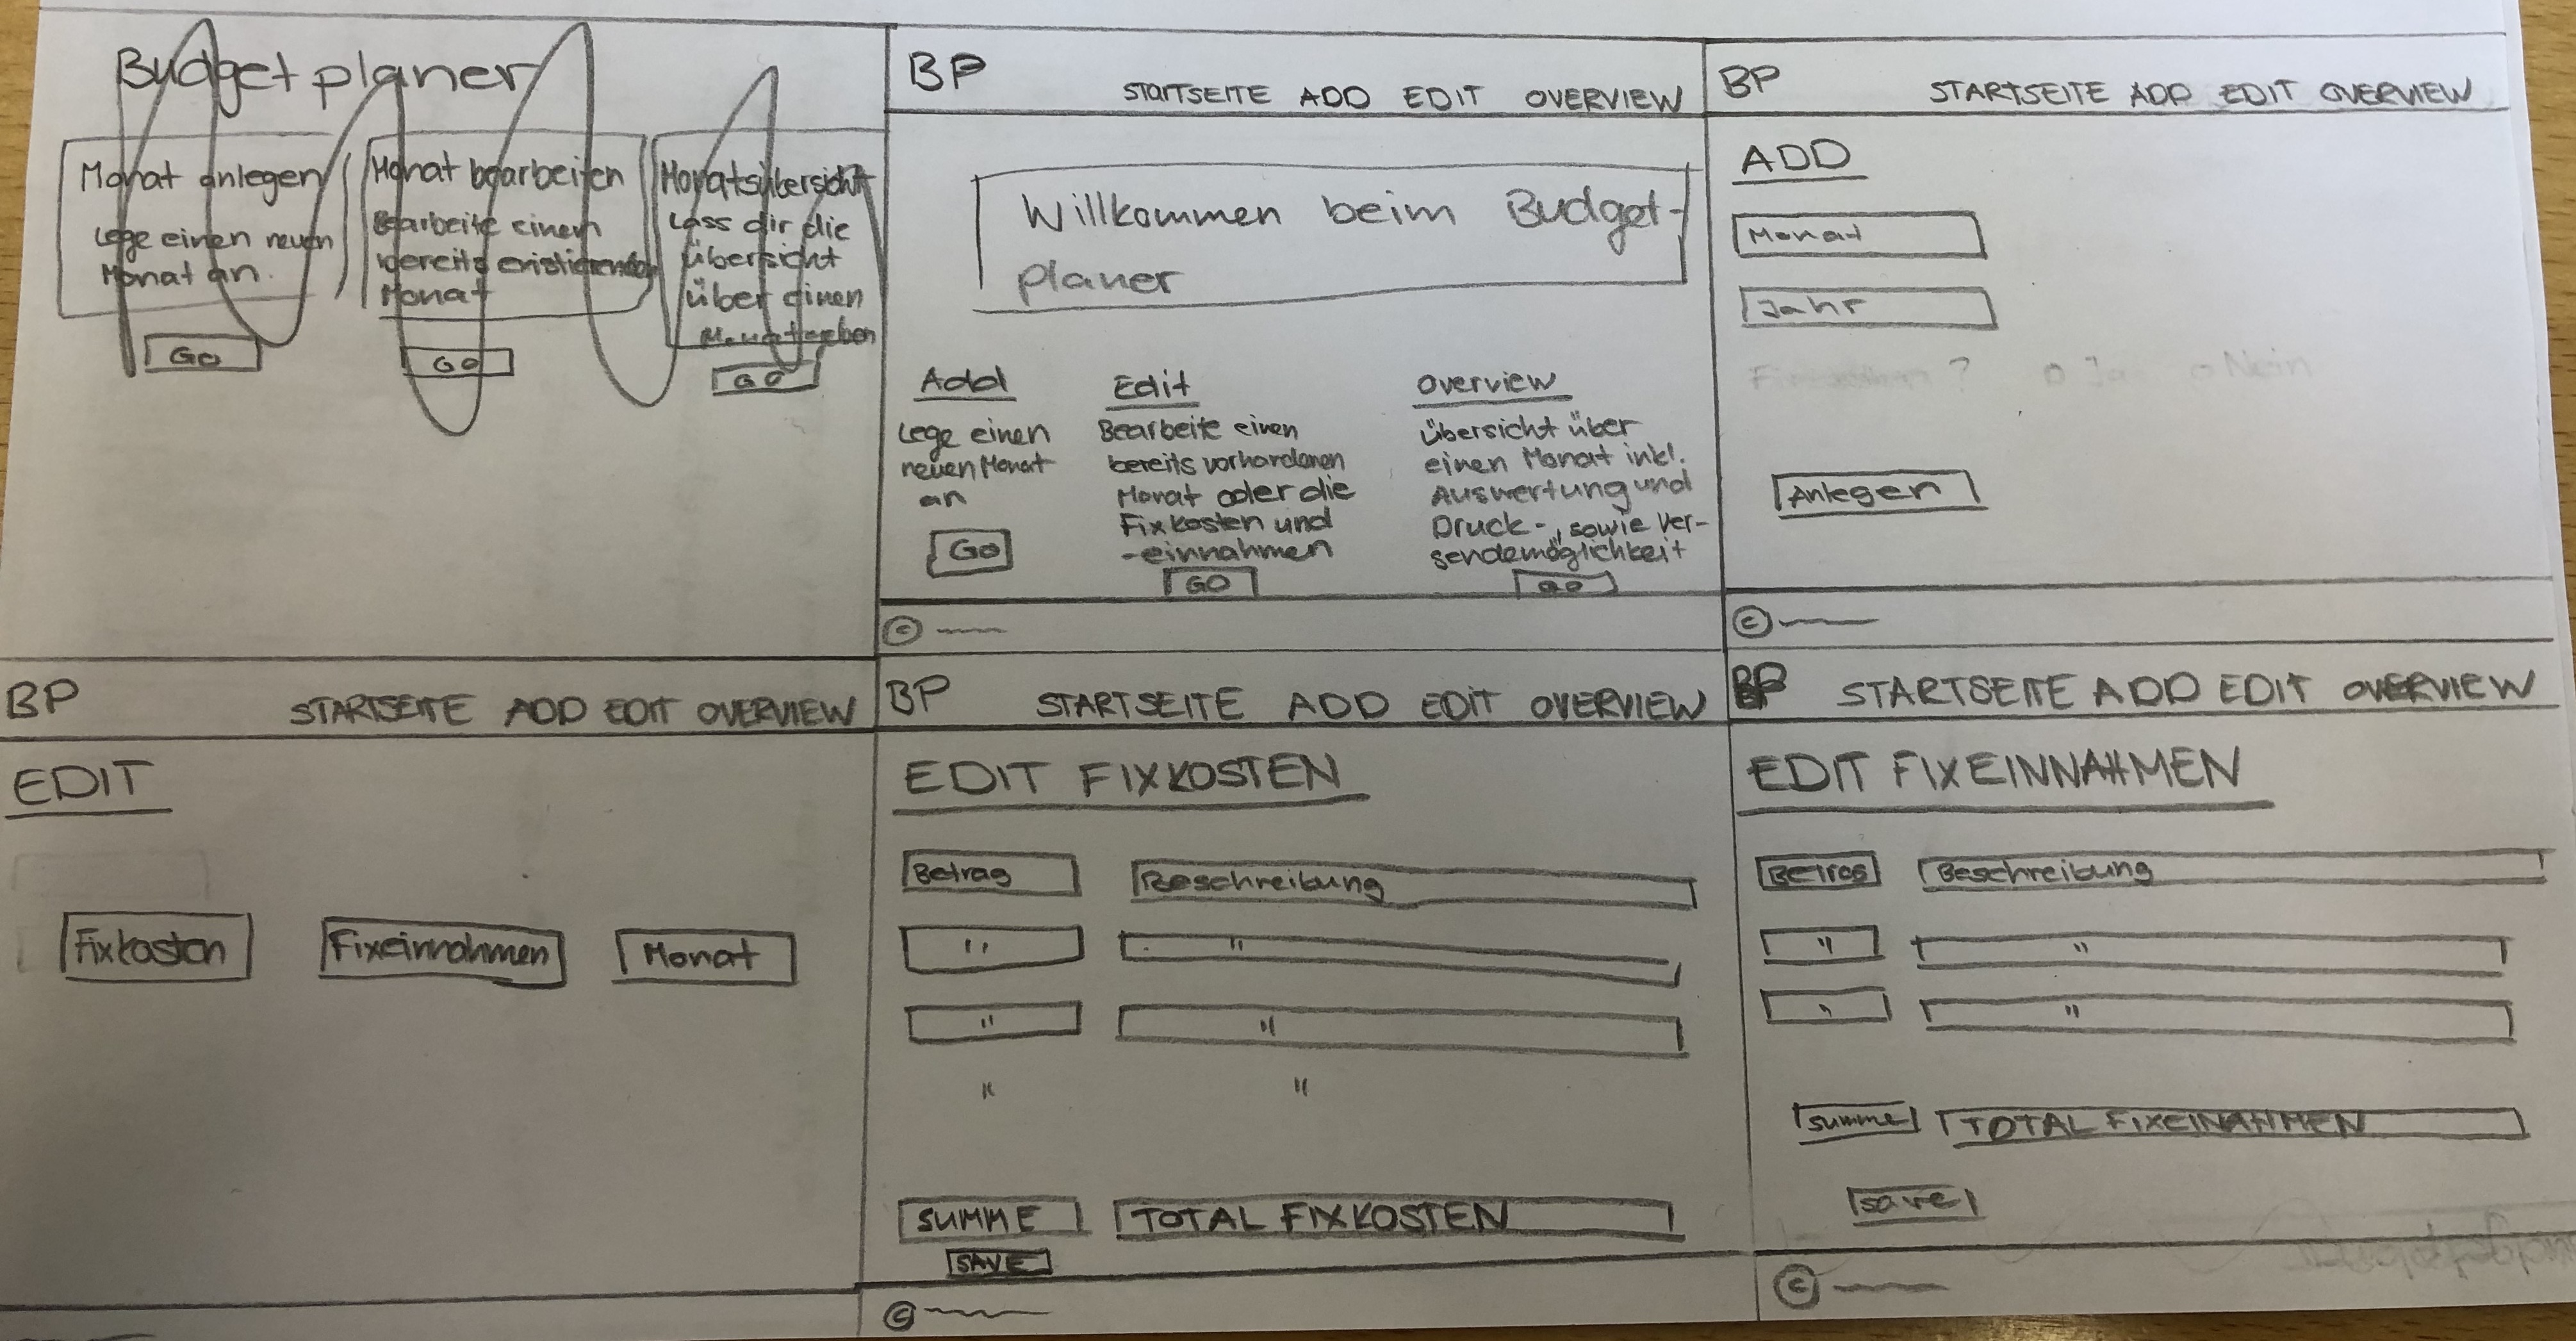 Budgetplaner
Monat anlegen
Lege einen neuen
Monat an.
GO
Monat bearbeiten
Bearbeite einen
bereits existierenden
Monat
GO
Monatsübersicht
Lass dir die
Übersicht
über einen
Monat geben
GO
BP
STARTSEITE ADD EDIT OVERVIEW
Willkommen beim Budget-
planer
Add
Lege einen
neuen Monat
an
GO
Edit
Bearbeite einen
bereits vorhandenen
Monat oder die
Fixkosten und
-einnahmen
GO
Overview
Übersicht über
einen Monat inkl.
Auswertung und
Druck-, sowie Ver-
sendemöglichkeit
GO
©
BP
STARTSEITE ADD EDIT OVERVIEW
ADD
Monat
Jahr
? o Ja o Nein
Anlegen
©
BP
STARTSEITE ADD EDIT OVERVIEW
EDIT
Fixkosten Fixeinnahmen Monat
BP
STARTSEITE ADD EDIT OVERVIEW
EDIT FIXKOSTEN
Betrag Beschreibung
" "
" "
" "
SUMME TOTAL FIXKOSTEN
SAVE
©
BP
STARTSEITE ADD EDIT OVERVIEW
EDIT FIXEINNAHMEN
Betrag Beschreibung
" "
" "
Summe TOTAL FIXEINAHMEN
save
©